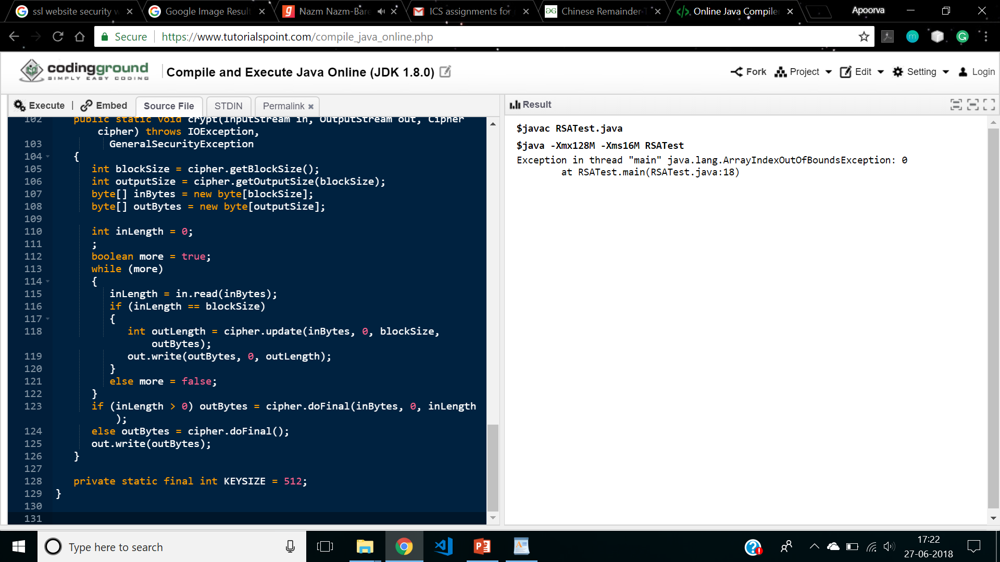 ssl website security w
Google Image Result
Nazm Nazm-Bare
ICS assignments for
Chinese Remainder-T
Online Java Compile
Apoorva
Secure
https://www.tutorialspoint.com/compile_java_online.php
codingground
SIMPLY EASY CODING
Compile and Execute Java Online (JDK 1.8.0)
Fork
Project
Edit
Setting
Login
Execute | Embed
Source File
STDIN
Permalink
Result
102 public static void crypt(InputStream in, OutputStream out, Cipher
cipher) throws IOException,
103 GeneralSecurityException
104 {
105 int blockSize = cipher.getBlockSize();
106 int outputSize = cipher.getOutputSize(blockSize);
107 byte[] inBytes = new byte[blockSize];
108 byte[] outBytes = new byte[outputSize];
109
110 int inLength = 0;
111 ;
112 boolean more = true;
113 while (more)
114 {
115 inLength = in.read(inBytes);
116 if (inLength == blockSize)
117 {
118 int outLength = cipher.update(inBytes, 0, blockSize,
outBytes);
119 out.write(outBytes, 0, outLength);
120 }
121 else more = false;
122 }
123 if (inLength > 0) outBytes = cipher.doFinal(inBytes, 0, inLength
);
124 else outBytes = cipher.doFinal();
125 out.write(outBytes);
126 }
127
128 private static final int KEYSIZE = 512;
129 }
130
131
$javac RSATest.java
$java -Xmx128M -Xms16M RSATest
Exception in thread "main" java.lang.ArrayIndexOutOfBoundsException: 0
at RSATest.main(RSATest.java:18)
Type here to search
17:22
27-06-2018